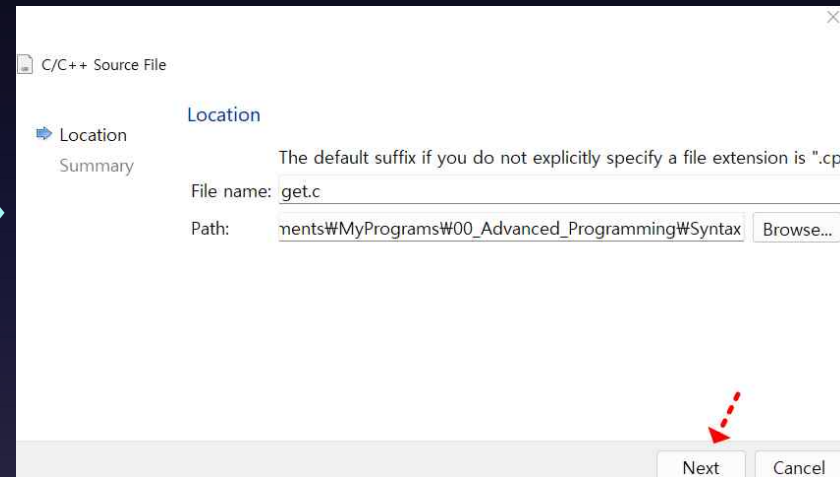 C/C++ Source File
Location
Location
Summary
The default suffix if you do not explicitly specify a file extension is ".cp
File name: get.c
Path: ments₩MyPrograms₩00_Advanced_Programming₩Syntax Browse...
Next Cancel